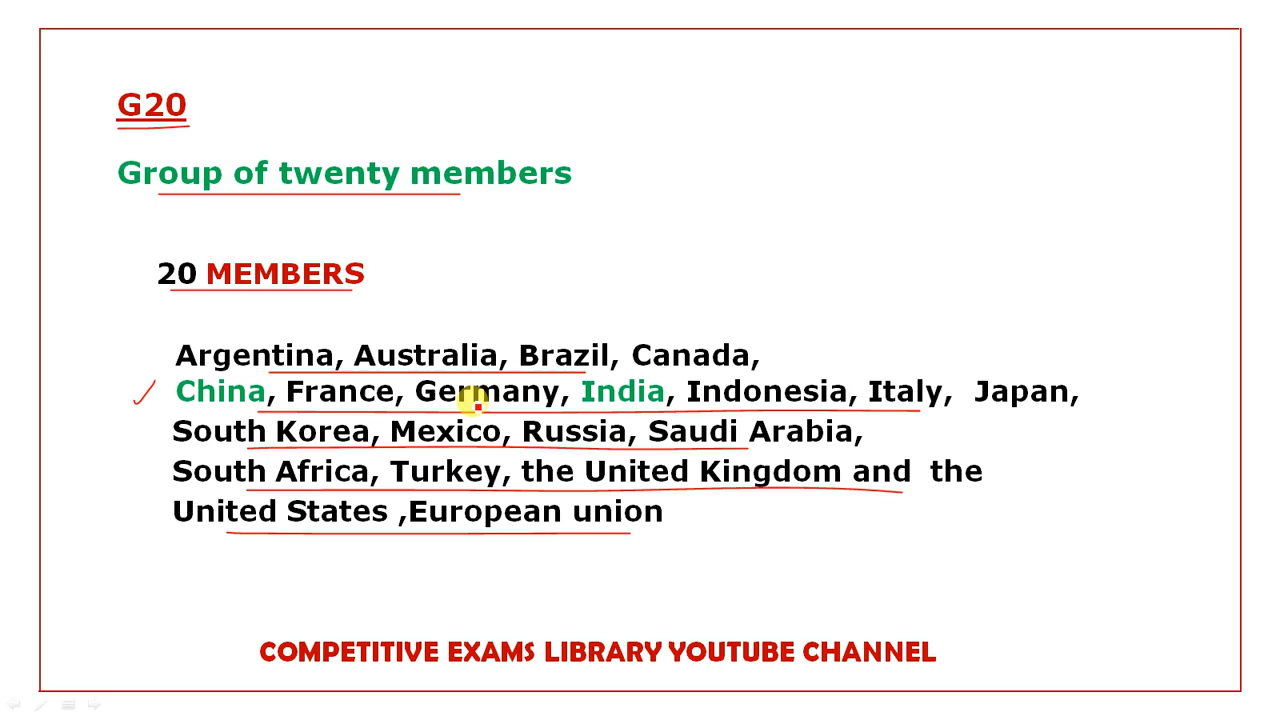 G20
Group of twenty members
20 MEMBERS
Argentina, Australia, Brazil, Canada,
China, France, Germany, India, Indonesia, Italy, Japan,
South Korea, Mexico, Russia, Saudi Arabia,
South Africa, Turkey, the United Kingdom and the
United States ,European union
COMPETITIVE EXAMS LIBRARY YOUTUBE CHANNEL